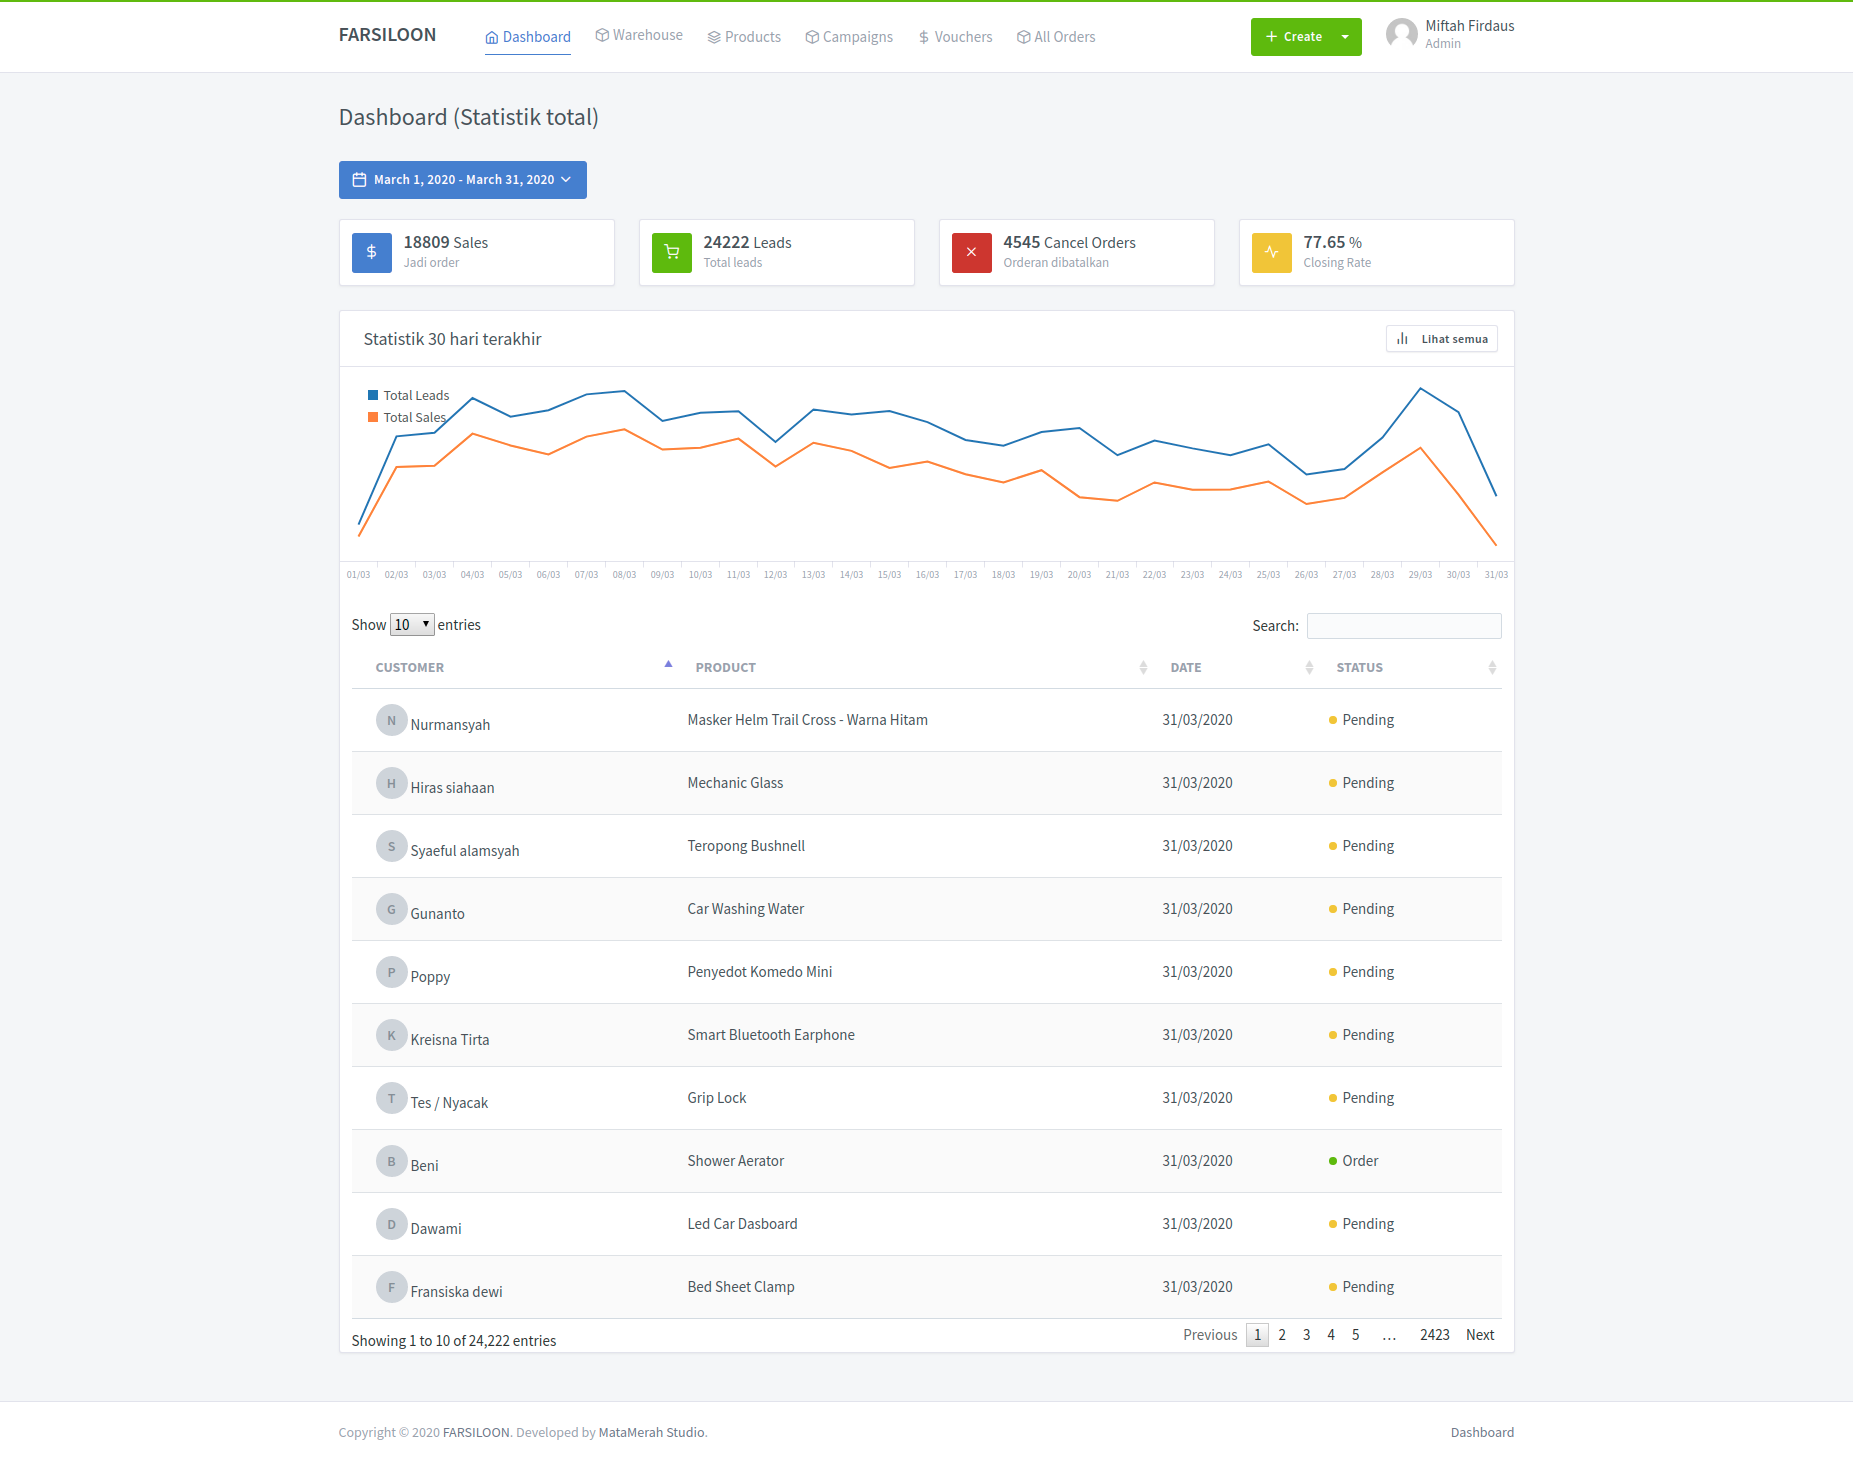 FARSILOON
Dashboard
Warehouse
Products
Campaigns
Vouchers
All Orders
Create
Miftah Firdaus
Admin
Dashboard (Statistik total)
March 1, 2020 - March 31, 2020
18809 Sales
Jadi order
24222 Leads
Total leads
4545 Cancel Orders
Orderan dibatalkan
77.65 %
Closing Rate
Statistik 30 hari terakhir
Lihat semua
Total Leads
Total Sales
01/03 02/03 03/03 04/03 05/03 06/03 07/03 08/03 09/03 10/03 11/03 12/03 13/03 14/03 15/03 16/03 17/03 18/03 19/03 20/03 21/03 22/03 23/03 24/03 25/03 26/03 27/03 28/03 29/03 30/03 31/03
Show 10 entries
Search:
CUSTOMER PRODUCT DATE STATUS
N Nurmansyah Masker Helm Trail Cross - Warna Hitam 31/03/2020 Pending
H Hiras siahaan Mechanic Glass 31/03/2020 Pending
S Syaeful alamsyah Teropong Bushnell 31/03/2020 Pending
G Gunanto Car Washing Water 31/03/2020 Pending
P Poppy Penyedot Komedo Mini 31/03/2020 Pending
K Kreisna Tirta Smart Bluetooth Earphone 31/03/2020 Pending
T Tes / Nyacak Grip Lock 31/03/2020 Pending
B Beni Shower Aerator 31/03/2020 Order
D Dawami Led Car Dasboard 31/03/2020 Pending
F Fransiska dewi Bed Sheet Clamp 31/03/2020 Pending
Showing 1 to 10 of 24,222 entries
Previous 1 2 3 4 5 … 2423 Next
Copyright © 2020 FARSILOON. Developed by MataMerah Studio.
Dashboard